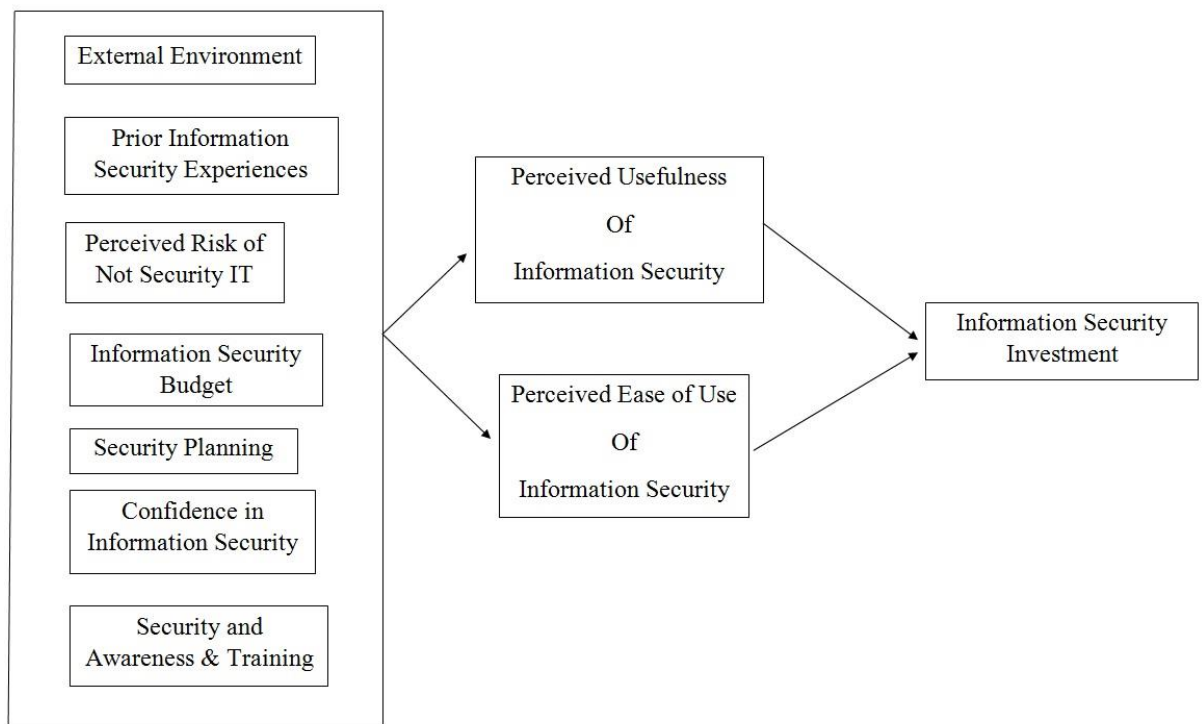 External Environment
Prior Information
Security Experiences
Perceived Risk of
Not Security IT
Information Security
Budget
Security Planning
Confidence in
Information Security
Security and
Awareness & Training
Perceived Usefulness
Of
Information Security
Perceived Ease of Use
Of
Information Security
Information Security
Investment